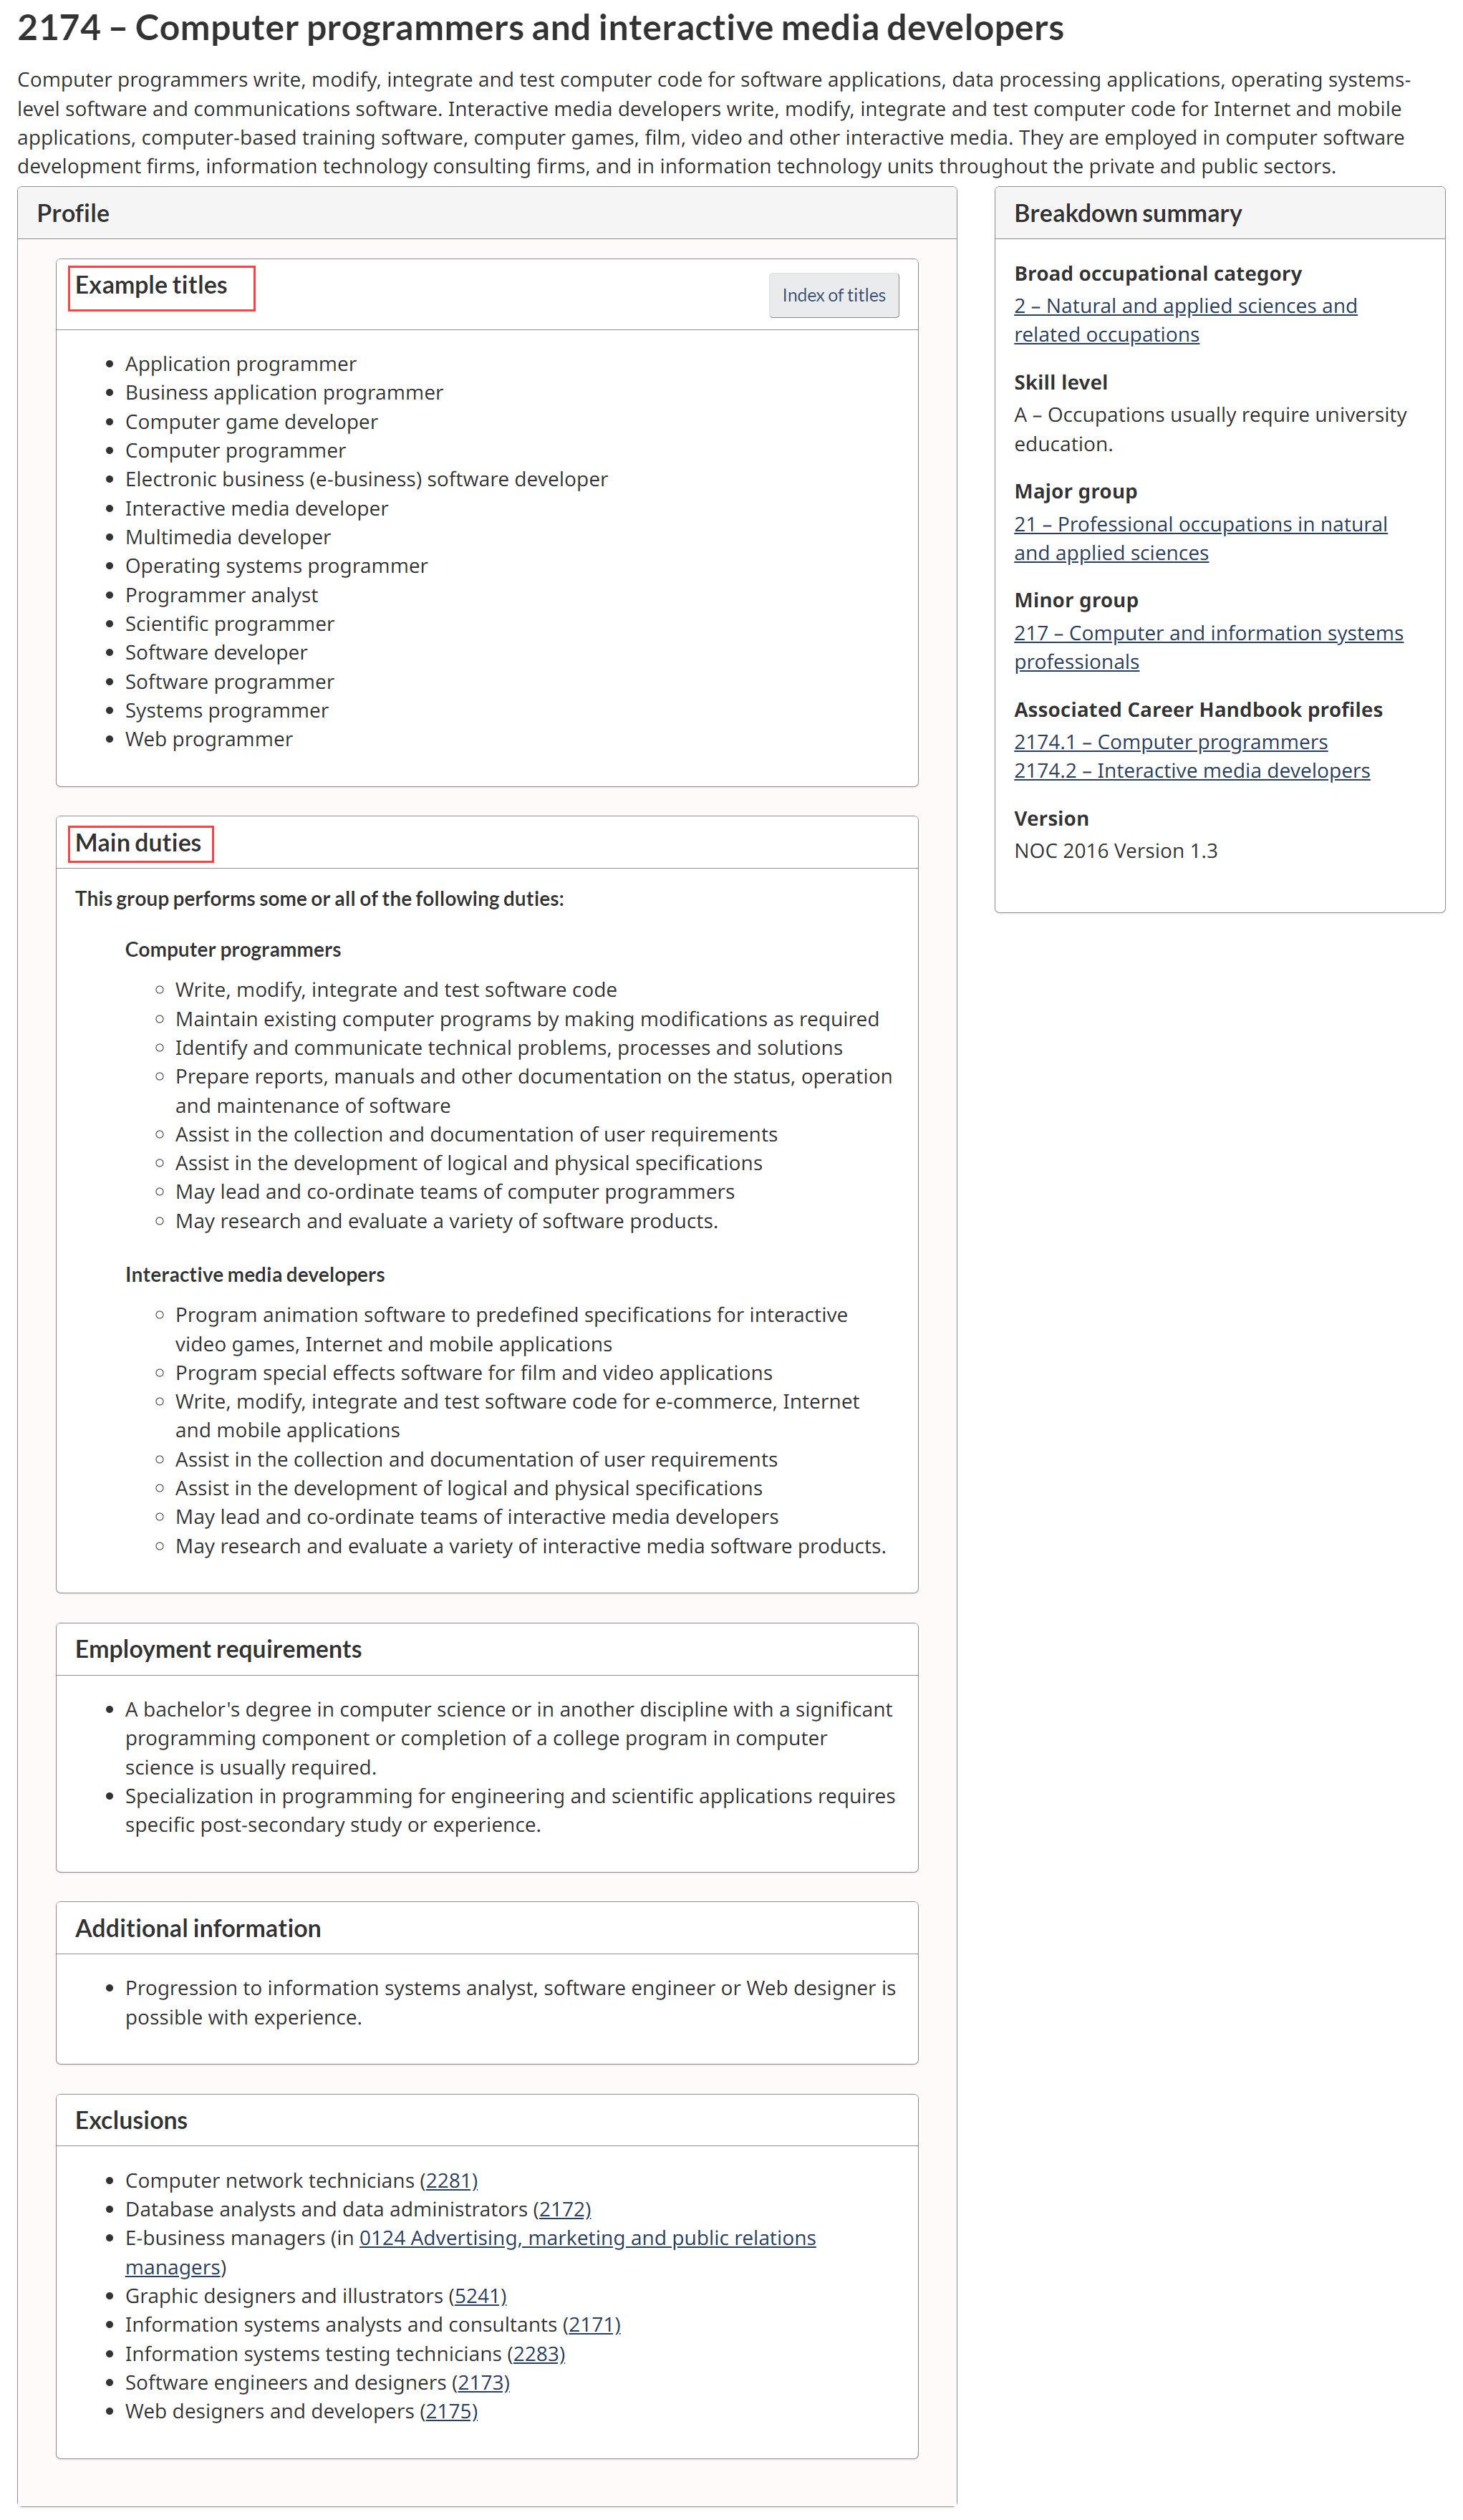 2174 – Computer programmers and interactive media developers
Computer programmers write, modify, integrate and test computer code for software applications, data processing applications, operating systems-
level software and communications software. Interactive media developers write, modify, integrate and test computer code for Internet and mobile
applications, computer-based training software, computer games, film, video and other interactive media. They are employed in computer software
development firms, information technology consulting firms, and in information technology units throughout the private and public sectors.
Profile
Example titles
Index of titles
Application programmer
Business application programmer
Computer game developer
Computer programmer
Electronic business (e-business) software developer
Interactive media developer
Multimedia developer
Operating systems programmer
Programmer analyst
Scientific programmer
Software developer
Software programmer
Systems programmer
Web programmer
Main duties
This group performs some or all of the following duties:
Computer programmers
Write, modify, integrate and test software code
Maintain existing computer programs by making modifications as required
Identify and communicate technical problems, processes and solutions
Prepare reports, manuals and other documentation on the status, operation
and maintenance of software
Assist in the collection and documentation of user requirements
Assist in the development of logical and physical specifications
May lead and co-ordinate teams of computer programmers
May research and evaluate a variety of software products.
Interactive media developers
Program animation software to predefined specifications for interactive
video games, Internet and mobile applications
Program special effects software for film and video applications
Write, modify, integrate and test software code for e-commerce, Internet
and mobile applications
Assist in the collection and documentation of user requirements
Assist in the development of logical and physical specifications
May lead and co-ordinate teams of interactive media developers
May research and evaluate a variety of interactive media software products.
Employment requirements
A bachelor's degree in computer science or in another discipline with a significant
programming component or completion of a college program in computer
science is usually required.
Specialization in programming for engineering and scientific applications requires
specific post-secondary study or experience.
Additional information
Progression to information systems analyst, software engineer or Web designer is
possible with experience.
Exclusions
Computer network technicians (2281)
Database analysts and data administrators (2172)
E-business managers (in 0124 Advertising, marketing and public relations
managers)
Graphic designers and illustrators (5241)
Information systems analysts and consultants (2171)
Information systems testing technicians (2283)
Software engineers and designers (2173)
Web designers and developers (2175)
Breakdown summary
Broad occupational category
2 – Natural and applied sciences and
related occupations
Skill level
A – Occupations usually require university
education.
Major group
21 – Professional occupations in natural
and applied sciences
Minor group
217 – Computer and information systems
professionals
Associated Career Handbook profiles
2174.1 – Computer programmers
2174.2 – Interactive media developers
Version
NOC 2016 Version 1.3